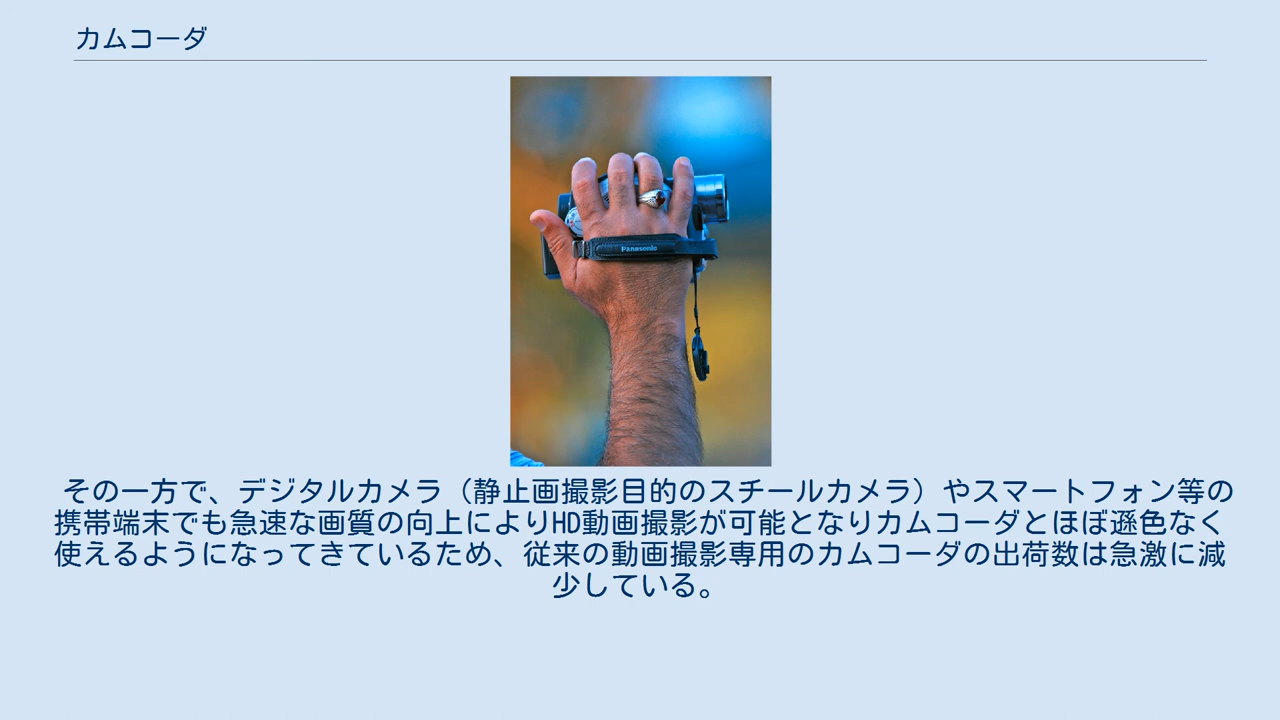 カムコーダ
Panasonic
その一方で、デジタルカメラ（静止画撮影目的のスチールカメラ）やスマートフォン等の
携帯端末でも急速な画質の向上によりHD動画撮影が可能となりカムコーダとほぼ遜色なく
使えるようになってきているため、従来の動画撮影専用のカムコーダの出荷数は急激に減
少している。